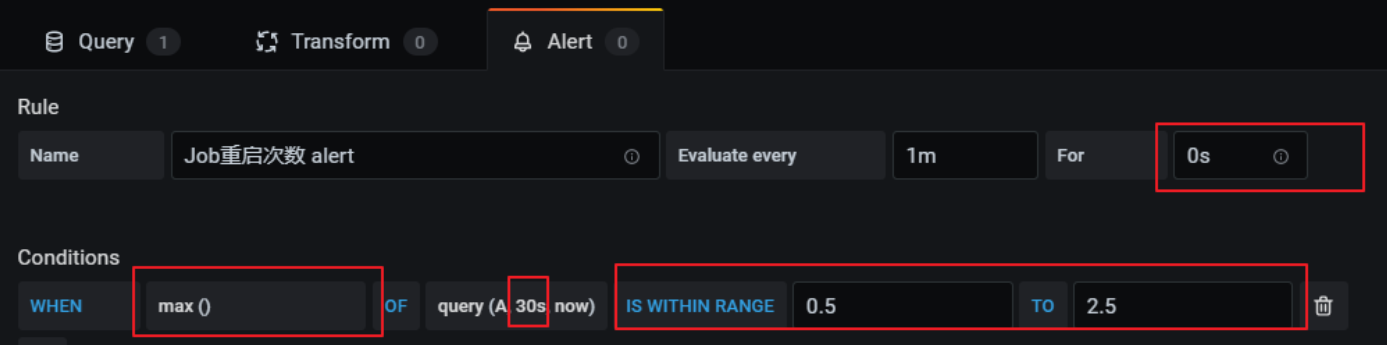 Query 1 Transform 0 Alert 0
Rule
Name Job重启次数 alert Evaluate every 1m For 0s
Conditions
WHEN max () OF query (A, 30s, now) IS WITHIN RANGE 0.5 TO 2.5